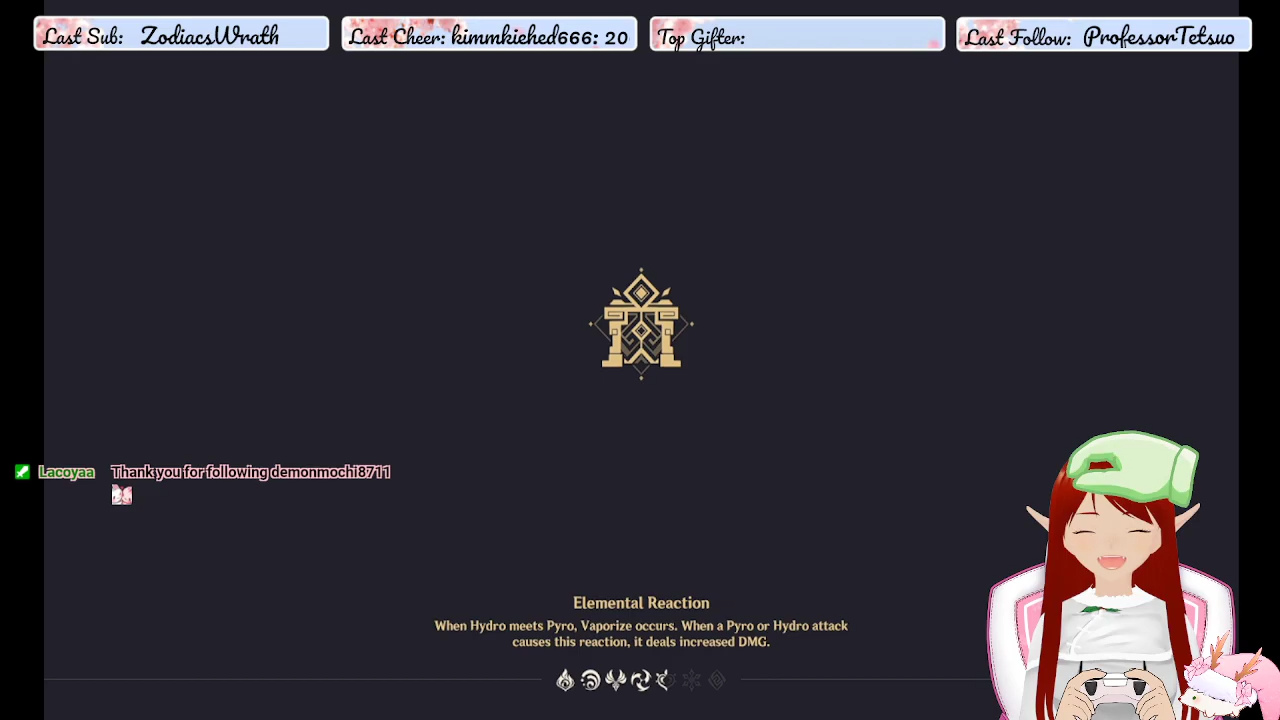 Last Sub: ZodiacsWrath
Last Cheer: kimmkiehed666: 20
Top Gifter:
Last Follow: ProfessorTetsuo
Lacoyaa Thank you for following demonmochi8711
Elemental Reaction
When Hydro meets Pyro, Vaporize occurs. When a Pyro or Hydro attack
causes this reaction, it deals increased DMG.